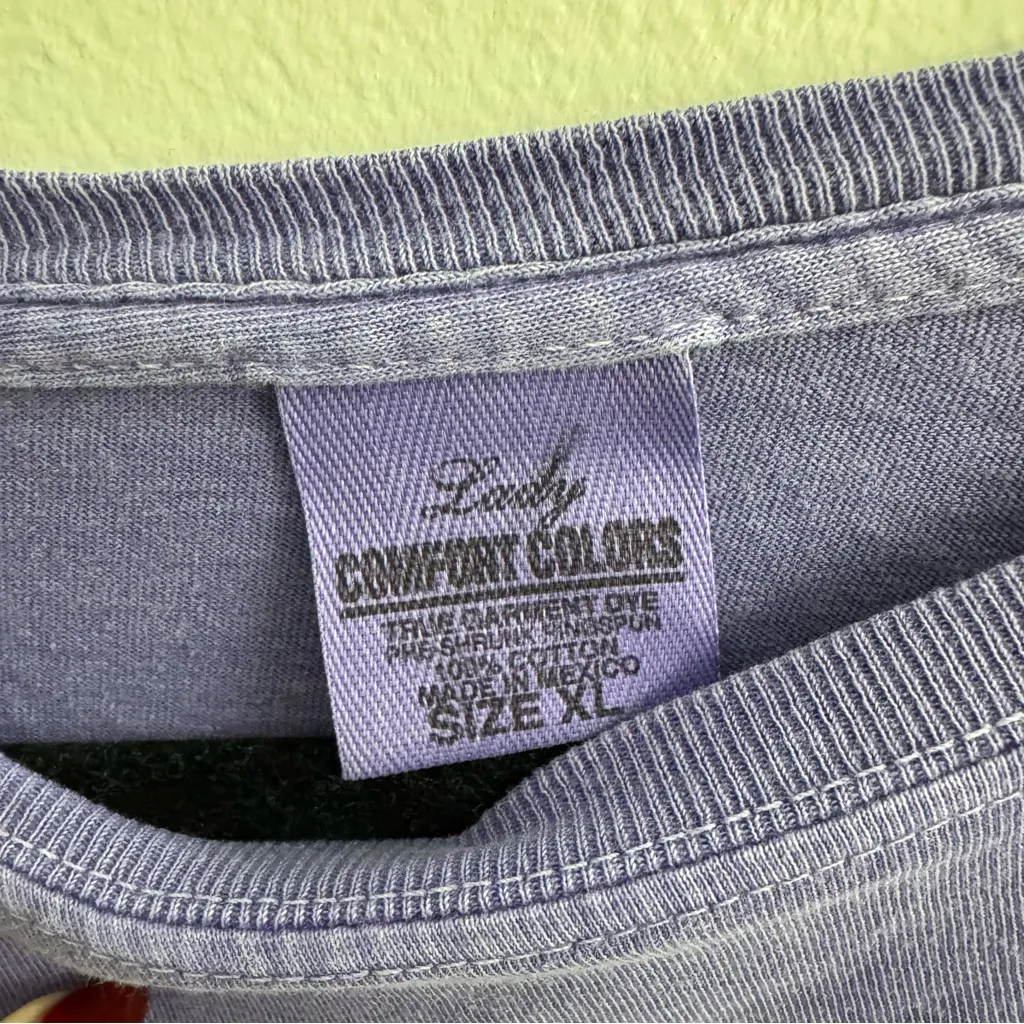 Lady
COMFORT COLORS
TRUE GARMENT DYE
PRE-SHRUNK RINGSPUN
100% COTTON
MADE IN MEXICO
SIZE XL